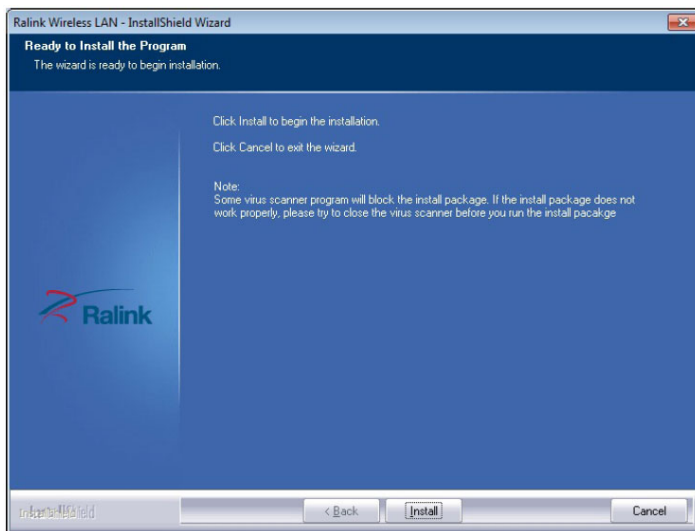 Ralink Wireless LAN - InstallShield Wizard
Ready to Install the Program
The wizard is ready to begin installation.
Click Install to begin the installation.
Click Cancel to exit the wizard.
Note:
Some virus scanner program will block the install package. If the install package does not
work properly, please try to close the virus scanner before you run the install pacakge
Ralink
InstallShield
< Back
Install
Cancel